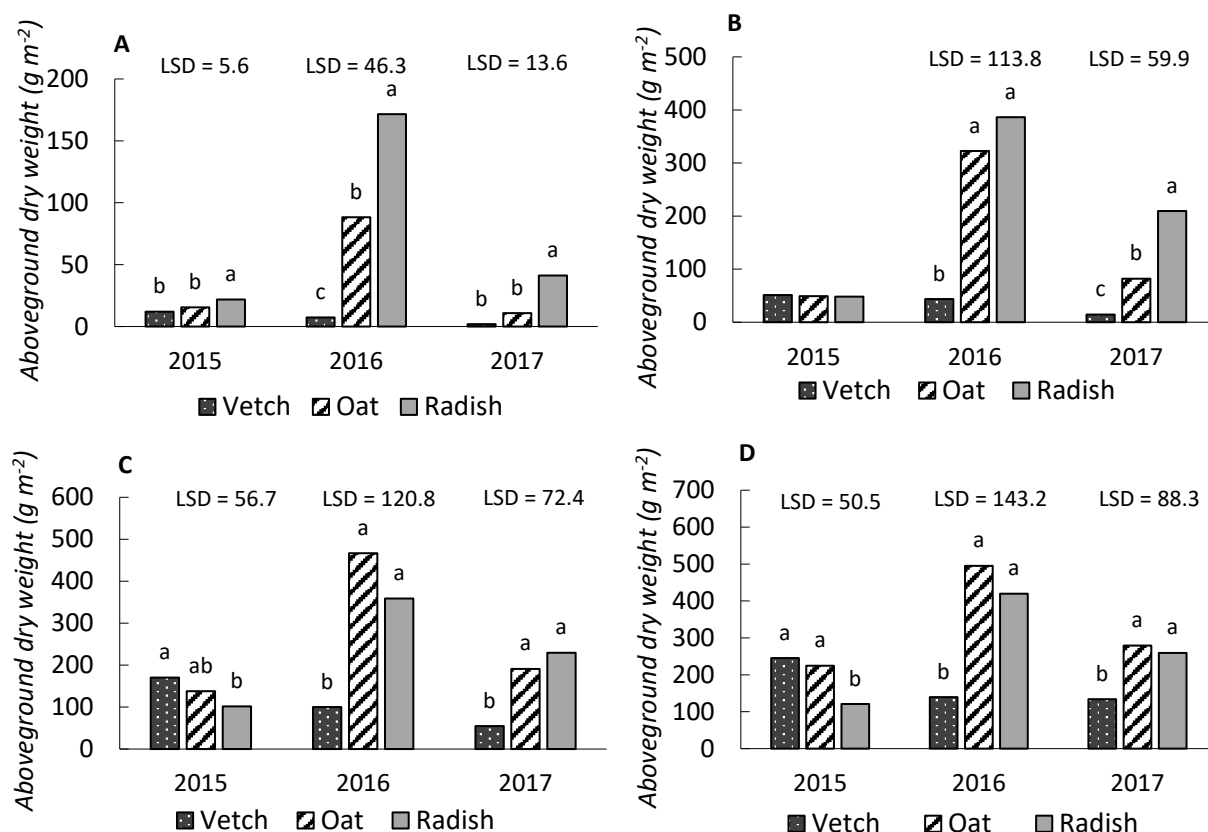 A
Aboveground dry weight (g m-2)
LSD = 5.6 LSD = 46.3 LSD = 13.6
200
150
100
50
0
b b a
c b a
b b a
2015 2016 2017
Vetch Oat Radish
B
Aboveground dry weight (g m-2)
LSD = 113.8 LSD = 59.9
500
400
300
200
100
0
b a a
c b a
2015 2016 2017
Vetch Oat Radish
C
Aboveground dry weight (g m-2)
LSD = 56.7 LSD = 120.8 LSD = 72.4
600
500
400
300
200
100
0
a ab b
b a a
b a a
2015 2016 2017
Vetch Oat Radish
D
Aboveground dry weight (g m-2)
LSD = 50.5 LSD = 143.2 LSD = 88.3
700
600
500
400
300
200
100
0
a a b
b a a
b a a
2015 2016 2017
Vetch Oat Radish